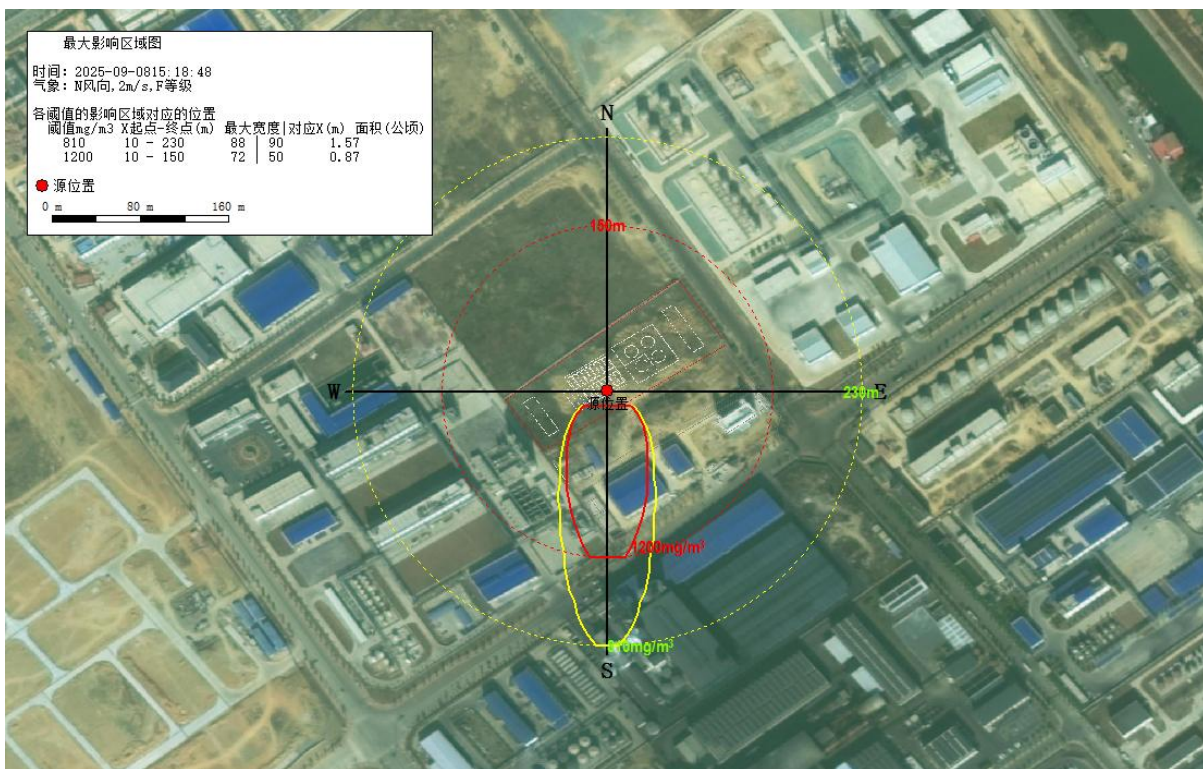 最大影响区域图
时间：2025-09-0815:18:48
气象：N风向,2m/s,F等级
各阈值的影响区域对应的位置
阈值mg/m3 X起点-终点(m) 最大宽度|对应X(m) 面积(公顷)
810 10 - 230 88 | 90 1.57
1200 10 - 150 72 | 50 0.87
源位置
0 m 80 m 160 m
N
150m
W 230m E
源位置
1200mg/m³
810mg/m³
S